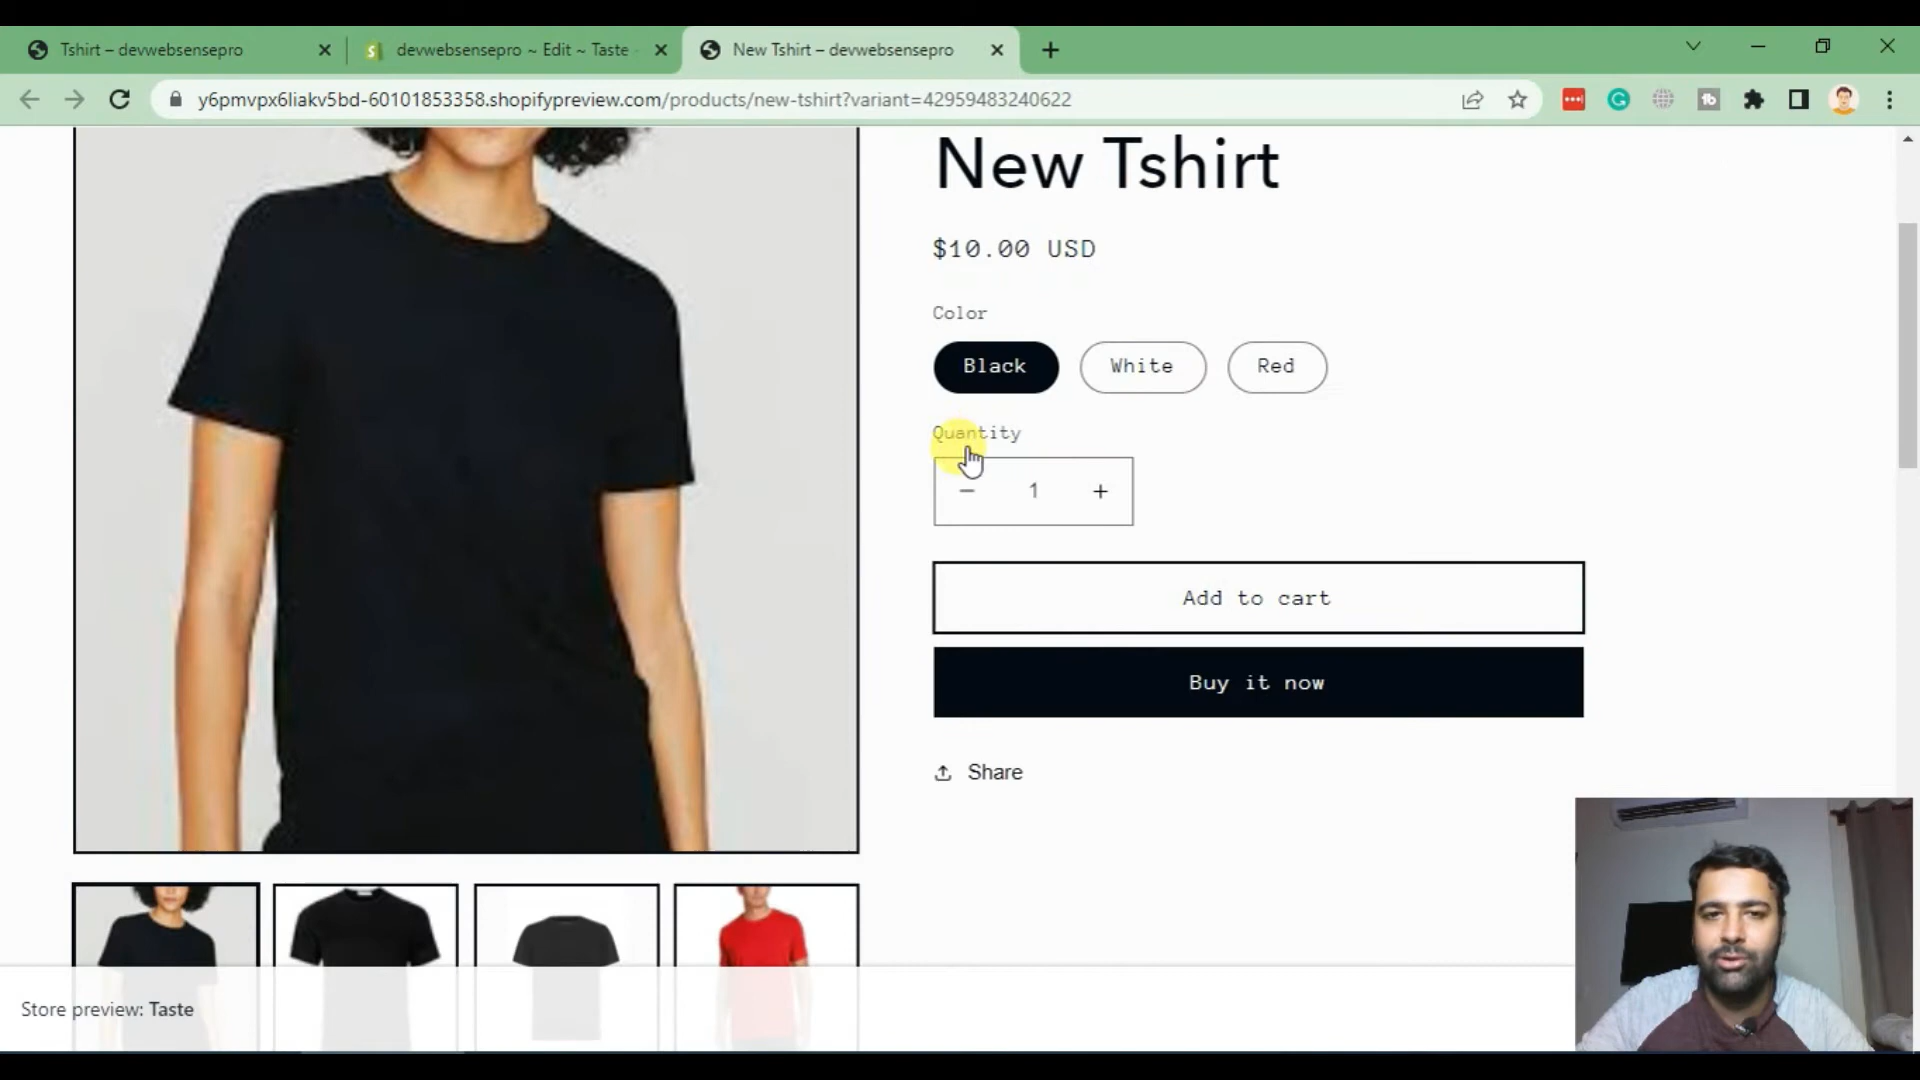 Tshirt – devwebsensepro
devwebsensepro ~ Edit ~ Taste
New Tshirt – devwebsensepro
y6pmvpx6liakv5bd-60101853358.shopifypreview.com/products/new-tshirt?variant=42959483240622
New Tshirt
$10.00 USD
Color
Black White Red
Quantity
− 1 +
Add to cart
Buy it now
Share
Store preview: Taste